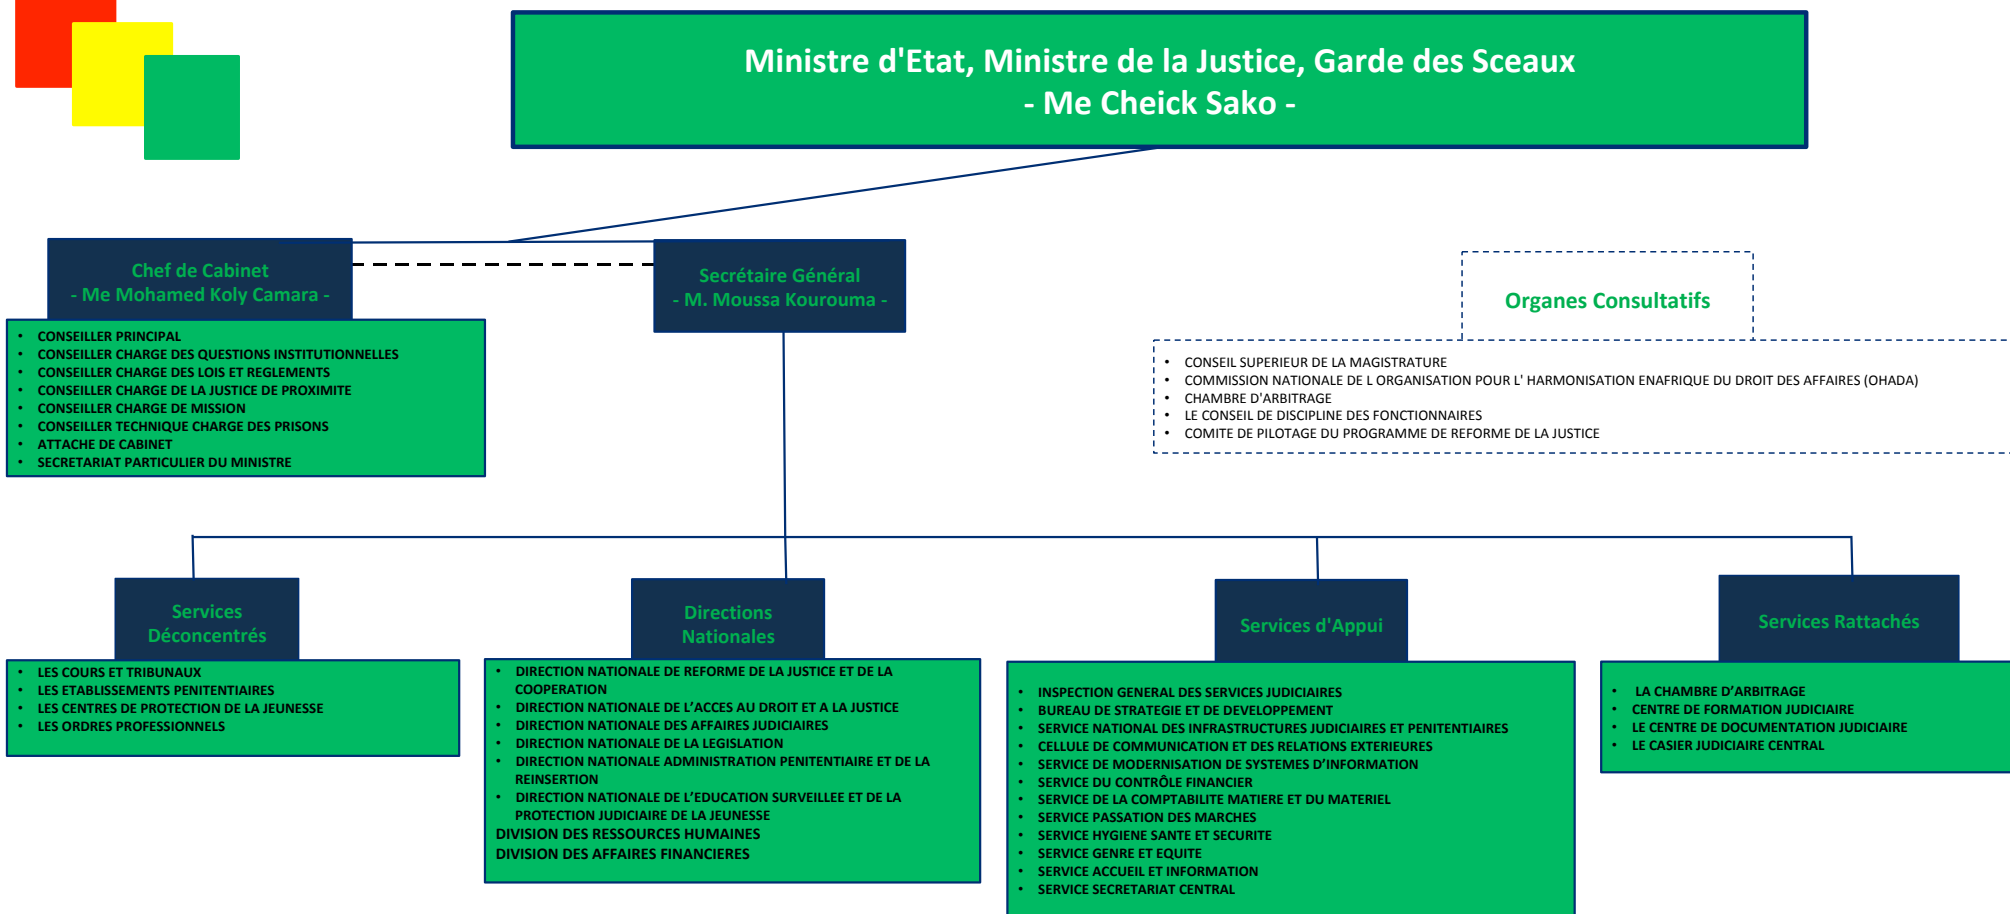 Ministre d'Etat, Ministre de la Justice, Garde des Sceaux
- Me Cheick Sako -
Chef de Cabinet
- Me Mohamed Koly Camara -
Secrétaire Général
- M. Moussa Kourouma -
Organes Consultatifs
• CONSEILLER PRINCIPAL
• CONSEILLER CHARGE DES QUESTIONS INSTITUTIONNELLES
• CONSEILLER CHARGE DES LOIS ET REGLEMENTS
• CONSEILLER CHARGE DE LA JUSTICE DE PROXIMITE
• CONSEILLER CHARGE DE MISSION
• CONSEILLER TECHNIQUE CHARGE DES PRISONS
• ATTACHE DE CABINET
• SECRETARIAT PARTICULIER DU MINISTRE
• CONSEIL SUPERIEUR DE LA MAGISTRATURE
• COMMISSION NATIONALE DE L ORGANISATION POUR L' HARMONISATION ENAFRIQUE DU DROIT DES AFFAIRES (OHADA)
• CHAMBRE D'ARBITRAGE
• LE CONSEIL DE DISCIPLINE DES FONCTIONNAIRES
• COMITE DE PILOTAGE DU PROGRAMME DE REFORME DE LA JUSTICE
Services
Déconcentrés
• LES COURS ET TRIBUNAUX
• LES ETABLISSEMENTS PENITENTIAIRES
• LES CENTRES DE PROTECTION DE LA JEUNESSE
• LES ORDRES PROFESSIONNELS
Directions
Nationales
• DIRECTION NATIONALE DE REFORME DE LA JUSTICE ET DE LA
COOPERATION
• DIRECTION NATIONALE DE L'ACCES AU DROIT ET A LA JUSTICE
• DIRECTION NATIONALE DES AFFAIRES JUDICIAIRES
• DIRECTION NATIONALE DE LA LEGISLATION
• DIRECTION NATIONALE ADMINISTRATION PENITENTIAIRE ET DE LA
REINSERTION
• DIRECTION NATIONALE DE L'EDUCATION SURVEILLEE ET DE LA
PROTECTION JUDICIAIRE DE LA JEUNESSE
DIVISION DES RESSOURCES HUMAINES
DIVISION DES AFFAIRES FINANCIERES
Services d'Appui
• INSPECTION GENERAL DES SERVICES JUDICIAIRES
• BUREAU DE STRATEGIE ET DE DEVELOPPEMENT
• SERVICE NATIONAL DES INFRASTRUCTURES JUDICIAIRES ET PENITENTIAIRES
• CELLULE DE COMMUNICATION ET DES RELATIONS EXTERIEURES
• SERVICE DE MODERNISATION DE SYSTEMES D'INFORMATION
• SERVICE DU CONTRÔLE FINANCIER
• SERVICE DE LA COMPTABILITE MATIERE ET DU MATERIEL
• SERVICE PASSATION DES MARCHES
• SERVICE HYGIENE SANTE ET SECURITE
• SERVICE GENRE ET EQUITE
• SERVICE ACCUEIL ET INFORMATION
• SERVICE SECRETARIAT CENTRAL
Services Rattachés
• LA CHAMBRE D'ARBITRAGE
• CENTRE DE FORMATION JUDICIAIRE
• LE CENTRE DE DOCUMENTATION JUDICIAIRE
• LE CASIER JUDICIAIRE CENTRAL